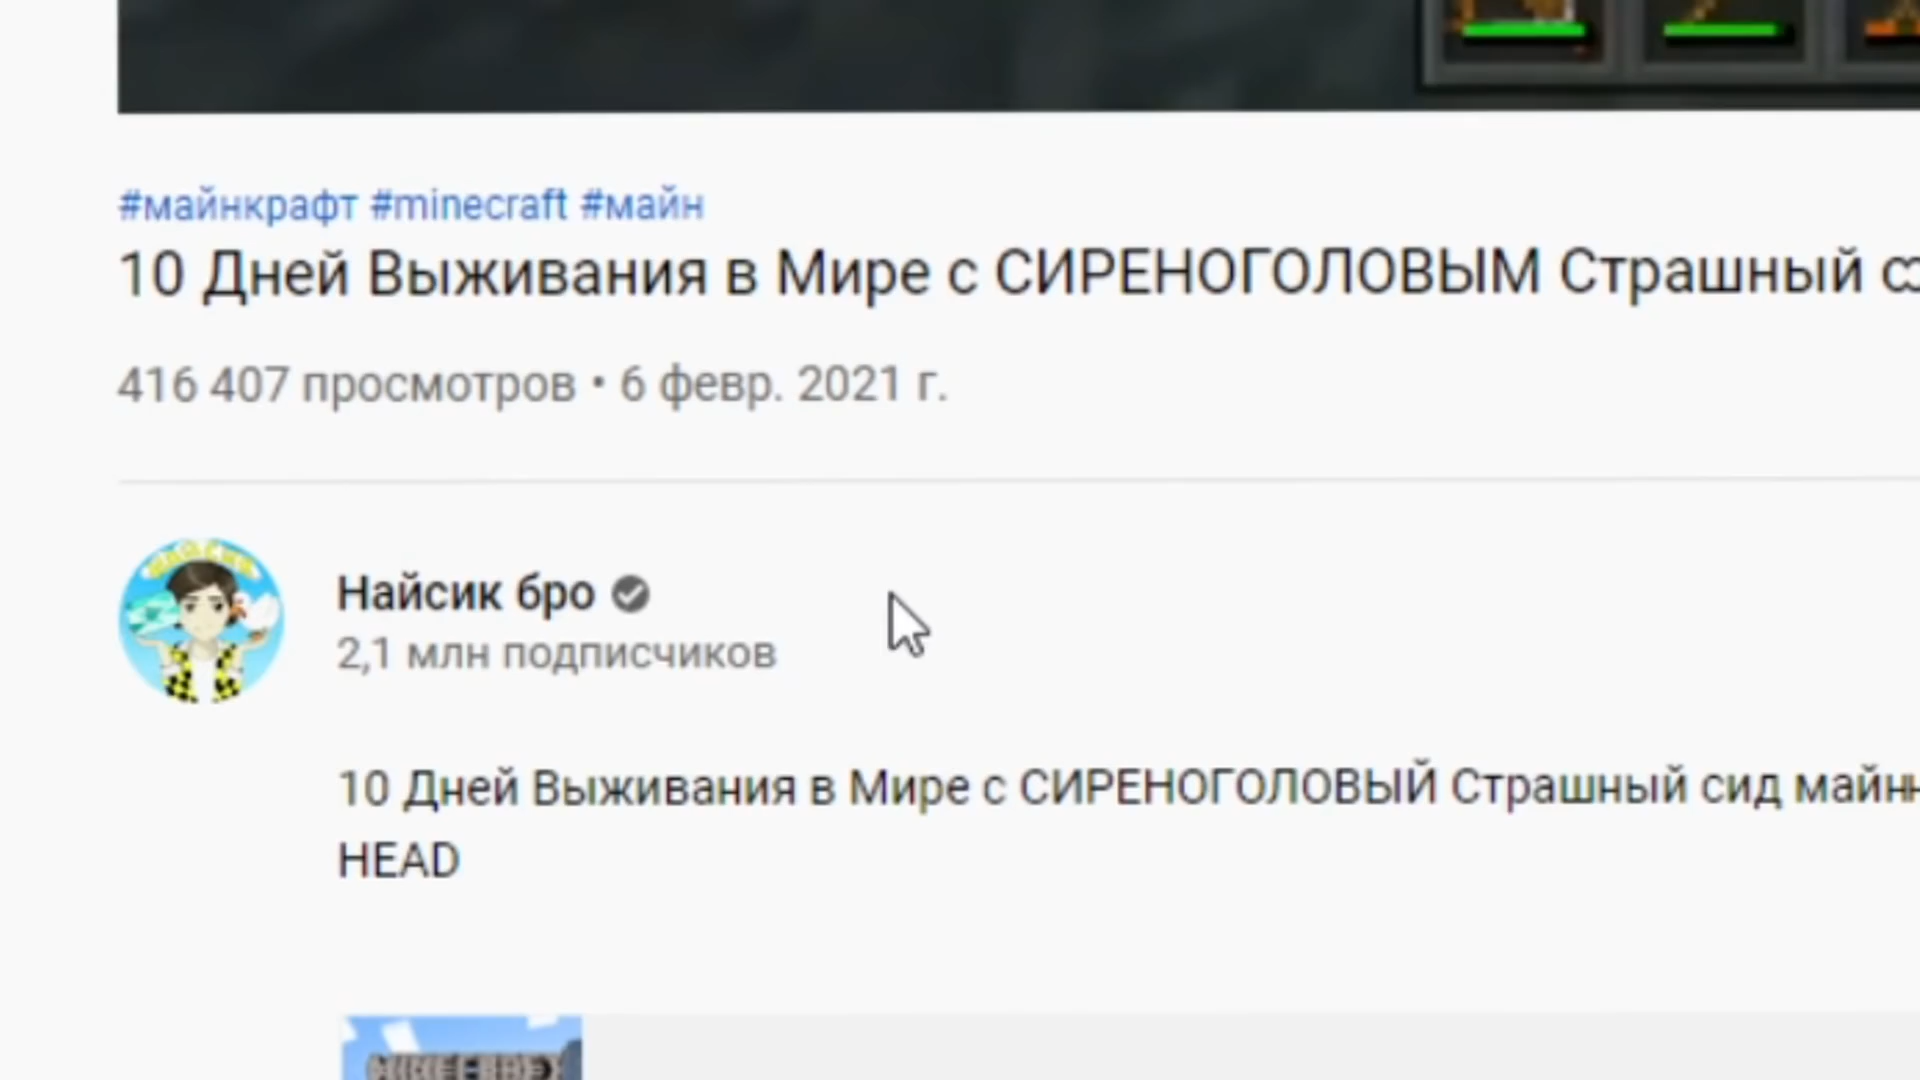 #майнкрафт #minecraft #майн
10 Дней Выживания в Мире с СИРЕНОГОЛОВЫМ Страшный
416 407 просмотров • 6 февр. 2021 г.
Найсик бро
2,1 млн подписчиков
10 Дней Выживания в Мире с СИРЕНОГОЛОВЫЙ Страшный сид майн
HEAD